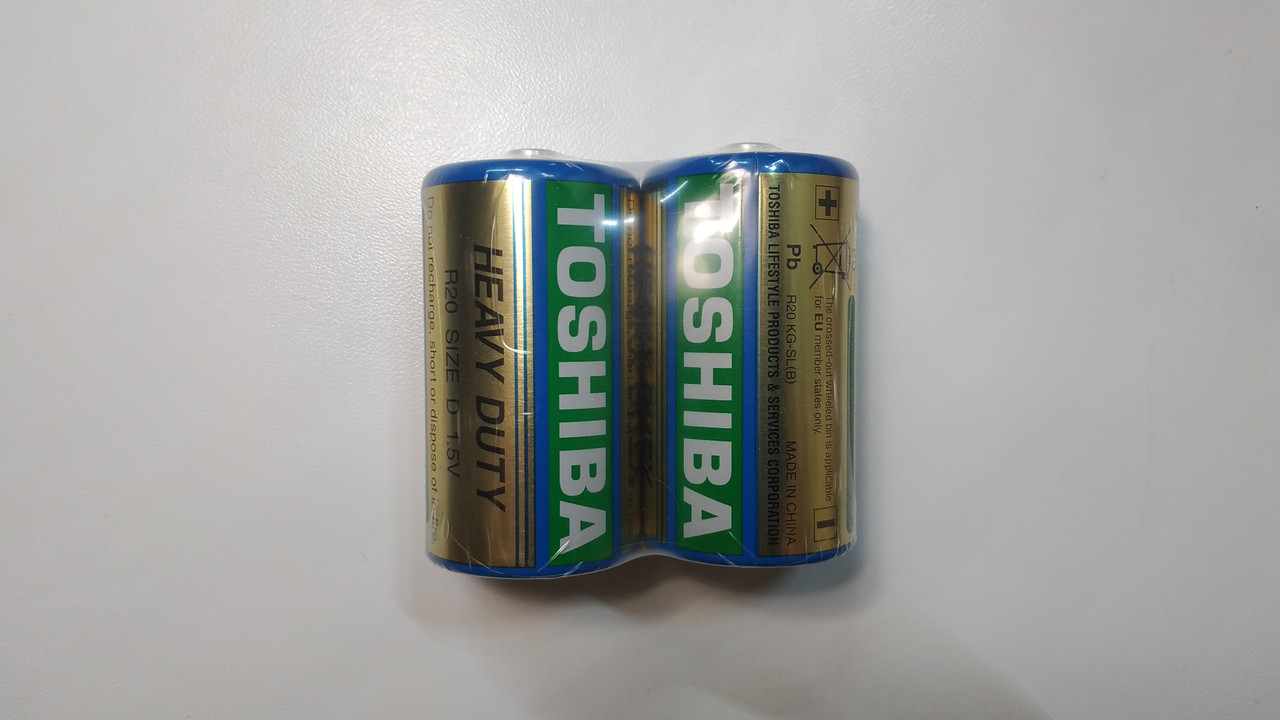 TOSHIBA
HEAVY DUTY
R20 SIZE D 1.5V
Do not recharge, short or dispose of in
TOSHIBA
TOSHIBA LIFESTYLE PRODUCTS & SERVICES CORPORATION
Pb R20 KG-SL(B) MADE IN CHINA
The crossed-out wheeled bin is applicable
for EU member states only.